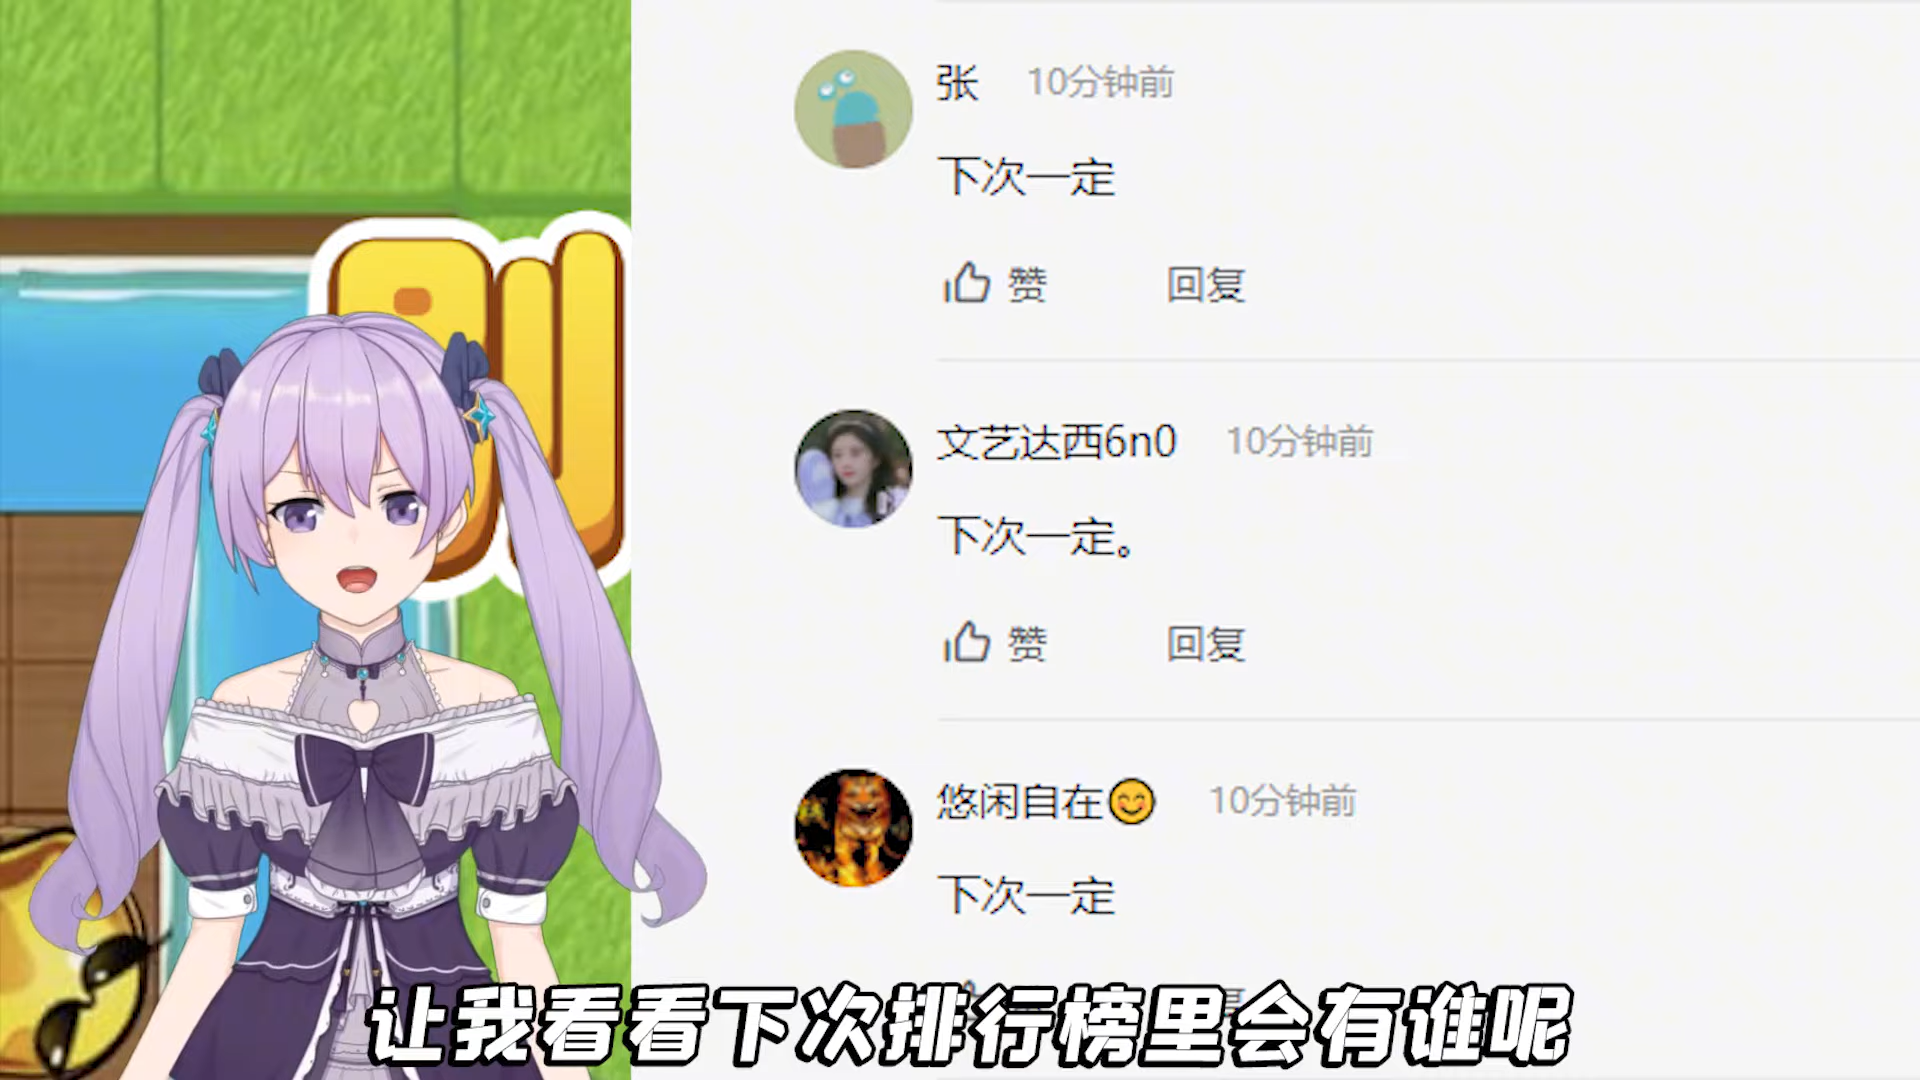 张 10分钟前
下次一定
赞 回复
文艺达西6n0 10分钟前
下次一定。
赞 回复
悠闲自在😊 10分钟前
下次一定
让我看看下次排行榜里会有谁呢